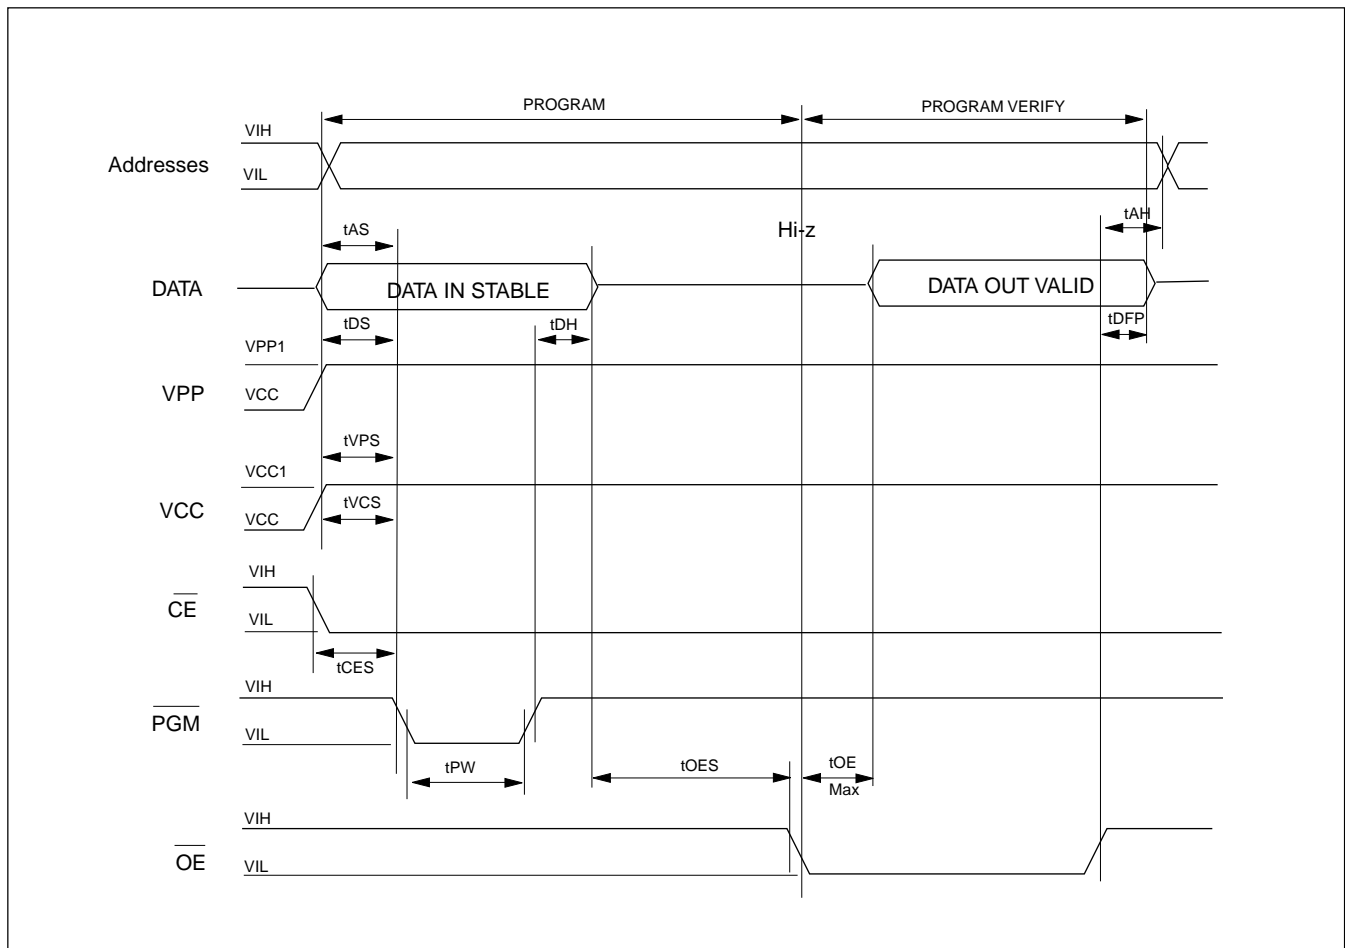 PROGRAM
PROGRAM VERIFY
VIH
Addresses
VIL
tAS
Hi-z
tAH
DATA
DATA IN STABLE
DATA OUT VALID
tDS
tDH
tDFP
VPP1
VPP
VCC
tVPS
VCC1
tVCS
VCC
VCC
VIH
CE
VIL
tCES
VIH
PGM
VIL
tPW
tOES
tOE
Max
VIH
OE
VIL